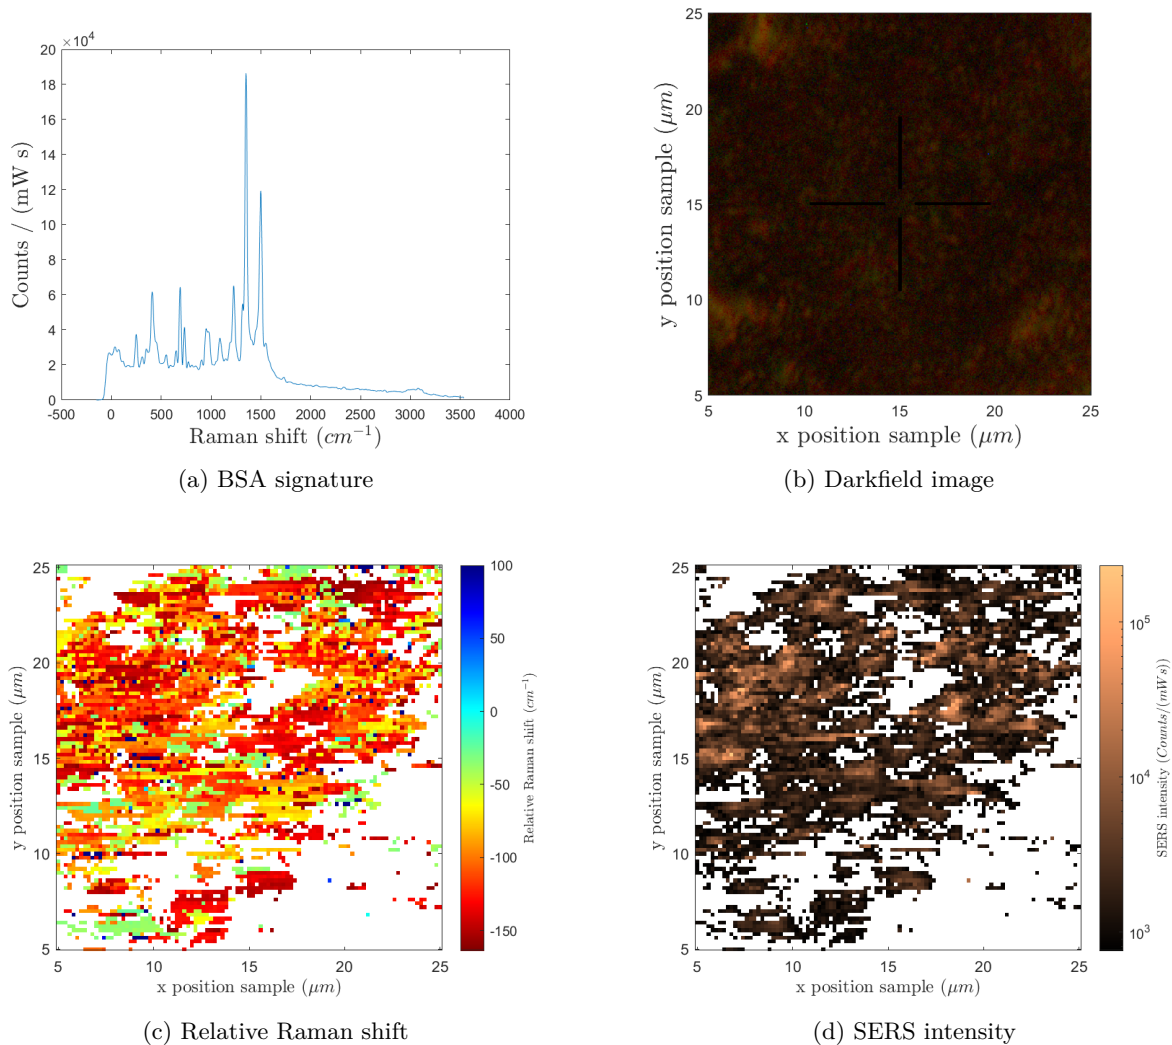 ×10⁴
20
18
16
14
12
10
8
6
4
2
0
Counts / (mW s)
-500 0 500 1000 1500 2000 2500 3000 3500 4000
Raman shift (cm⁻¹)
(a) BSA signature
25
20
15
10
5
y position sample (μm)
5 10 15 20 25
x position sample (μm)
(b) Darkfield image
25
20
15
10
5
y position sample (μm)
5 10 15 20 25
x position sample (μm)
100
50
0
-50
-100
-150
Relative Raman shift (cm⁻¹)
(c) Relative Raman shift
25
20
15
10
5
y position sample (μm)
5 10 15 20 25
x position sample (μm)
10⁵
10⁴
10³
SERS intensity (Counts/(mW s))
(d) SERS intensity